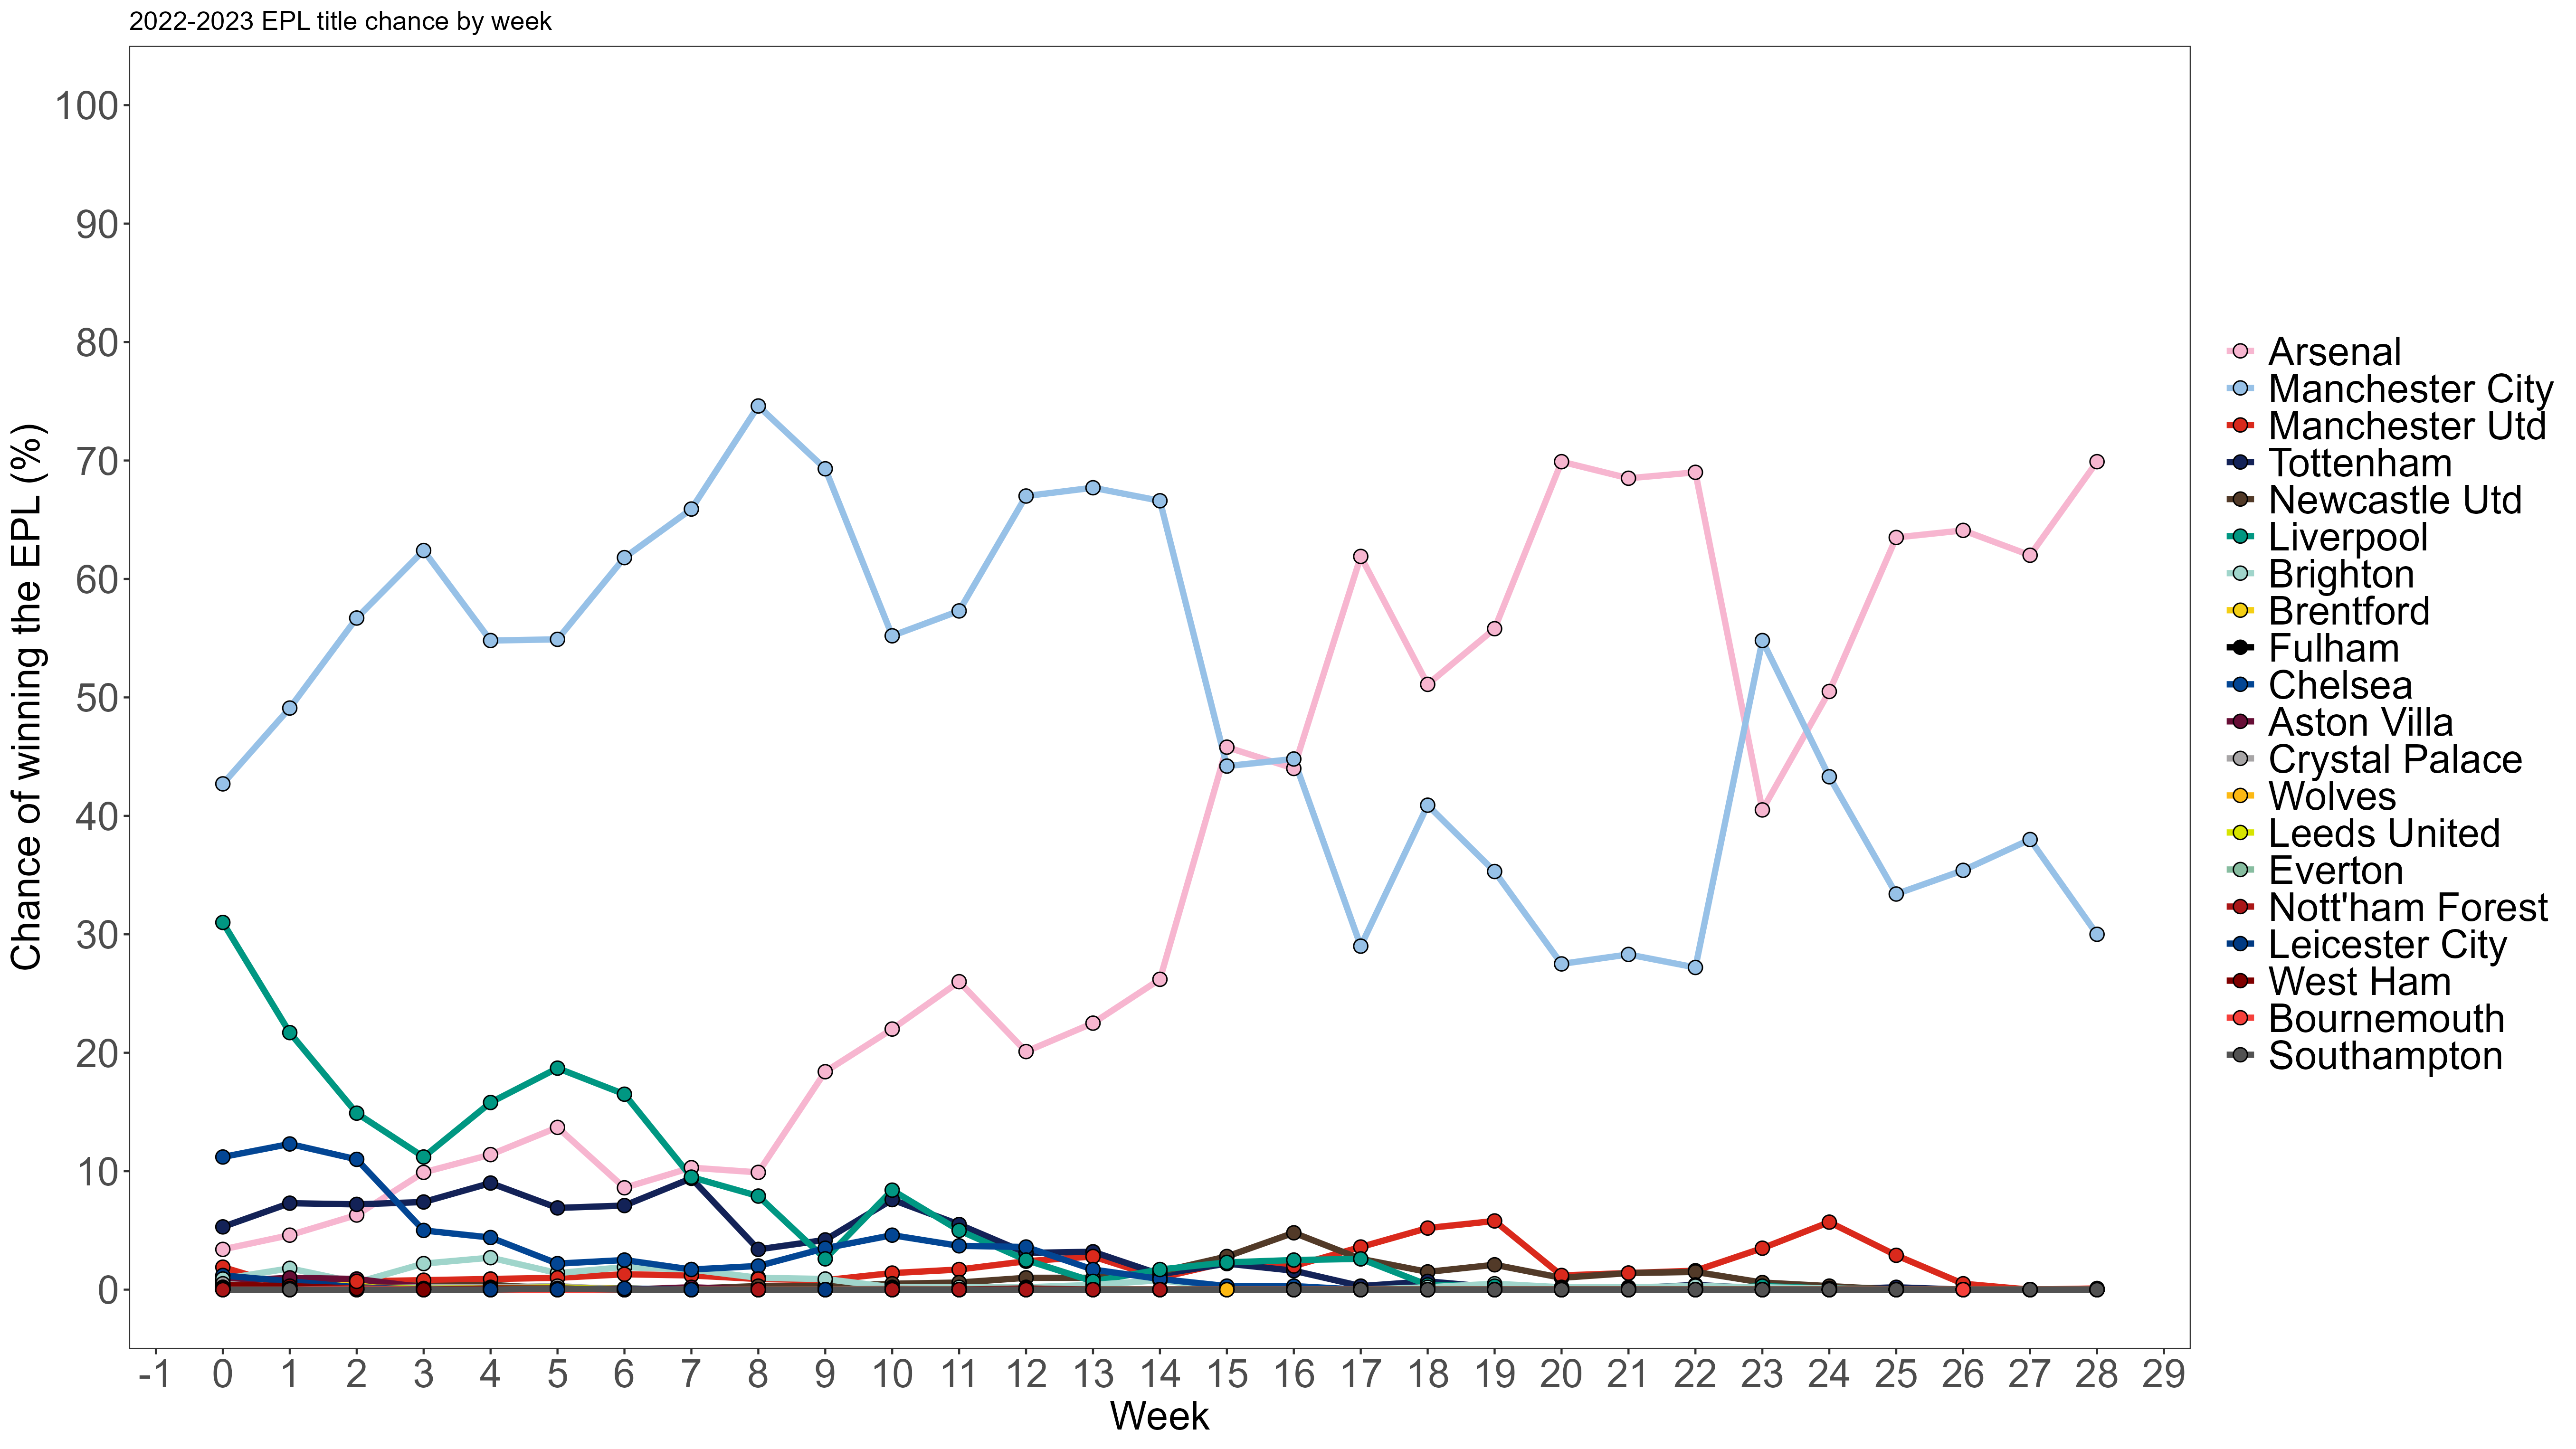 2022-2023 EPL title chance by week
Chance of winning the EPL (%)
100
90
80
70
60
50
40
30
20
10
0
-1 0 1 2 3 4 5 6 7 8 9 10 11 12 13 14 15 16 17 18 19 20 21 22 23 24 25 26 27 28 29
Week
Arsenal
Manchester City
Manchester Utd
Tottenham
Newcastle Utd
Liverpool
Brighton
Brentford
Fulham
Chelsea
Aston Villa
Crystal Palace
Wolves
Leeds United
Everton
Nott'ham Forest
Leicester City
West Ham
Bournemouth
Southampton